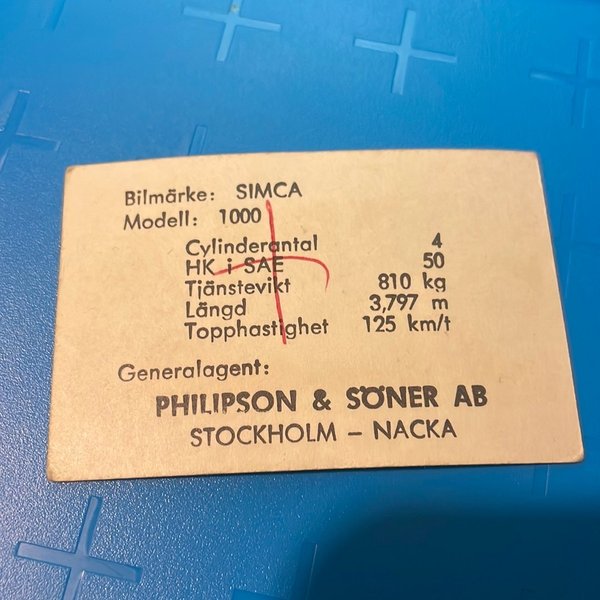 Bilmärke: SIMCA
Modell: 1000
Cylinderantal 4
HK i SAE 50
Tjänstevikt 810 kg
Längd 3,797 m
Topphastighet 125 km/t
Generalagent:
PHILIPSON & SÖNER AB
STOCKHOLM – NACKA